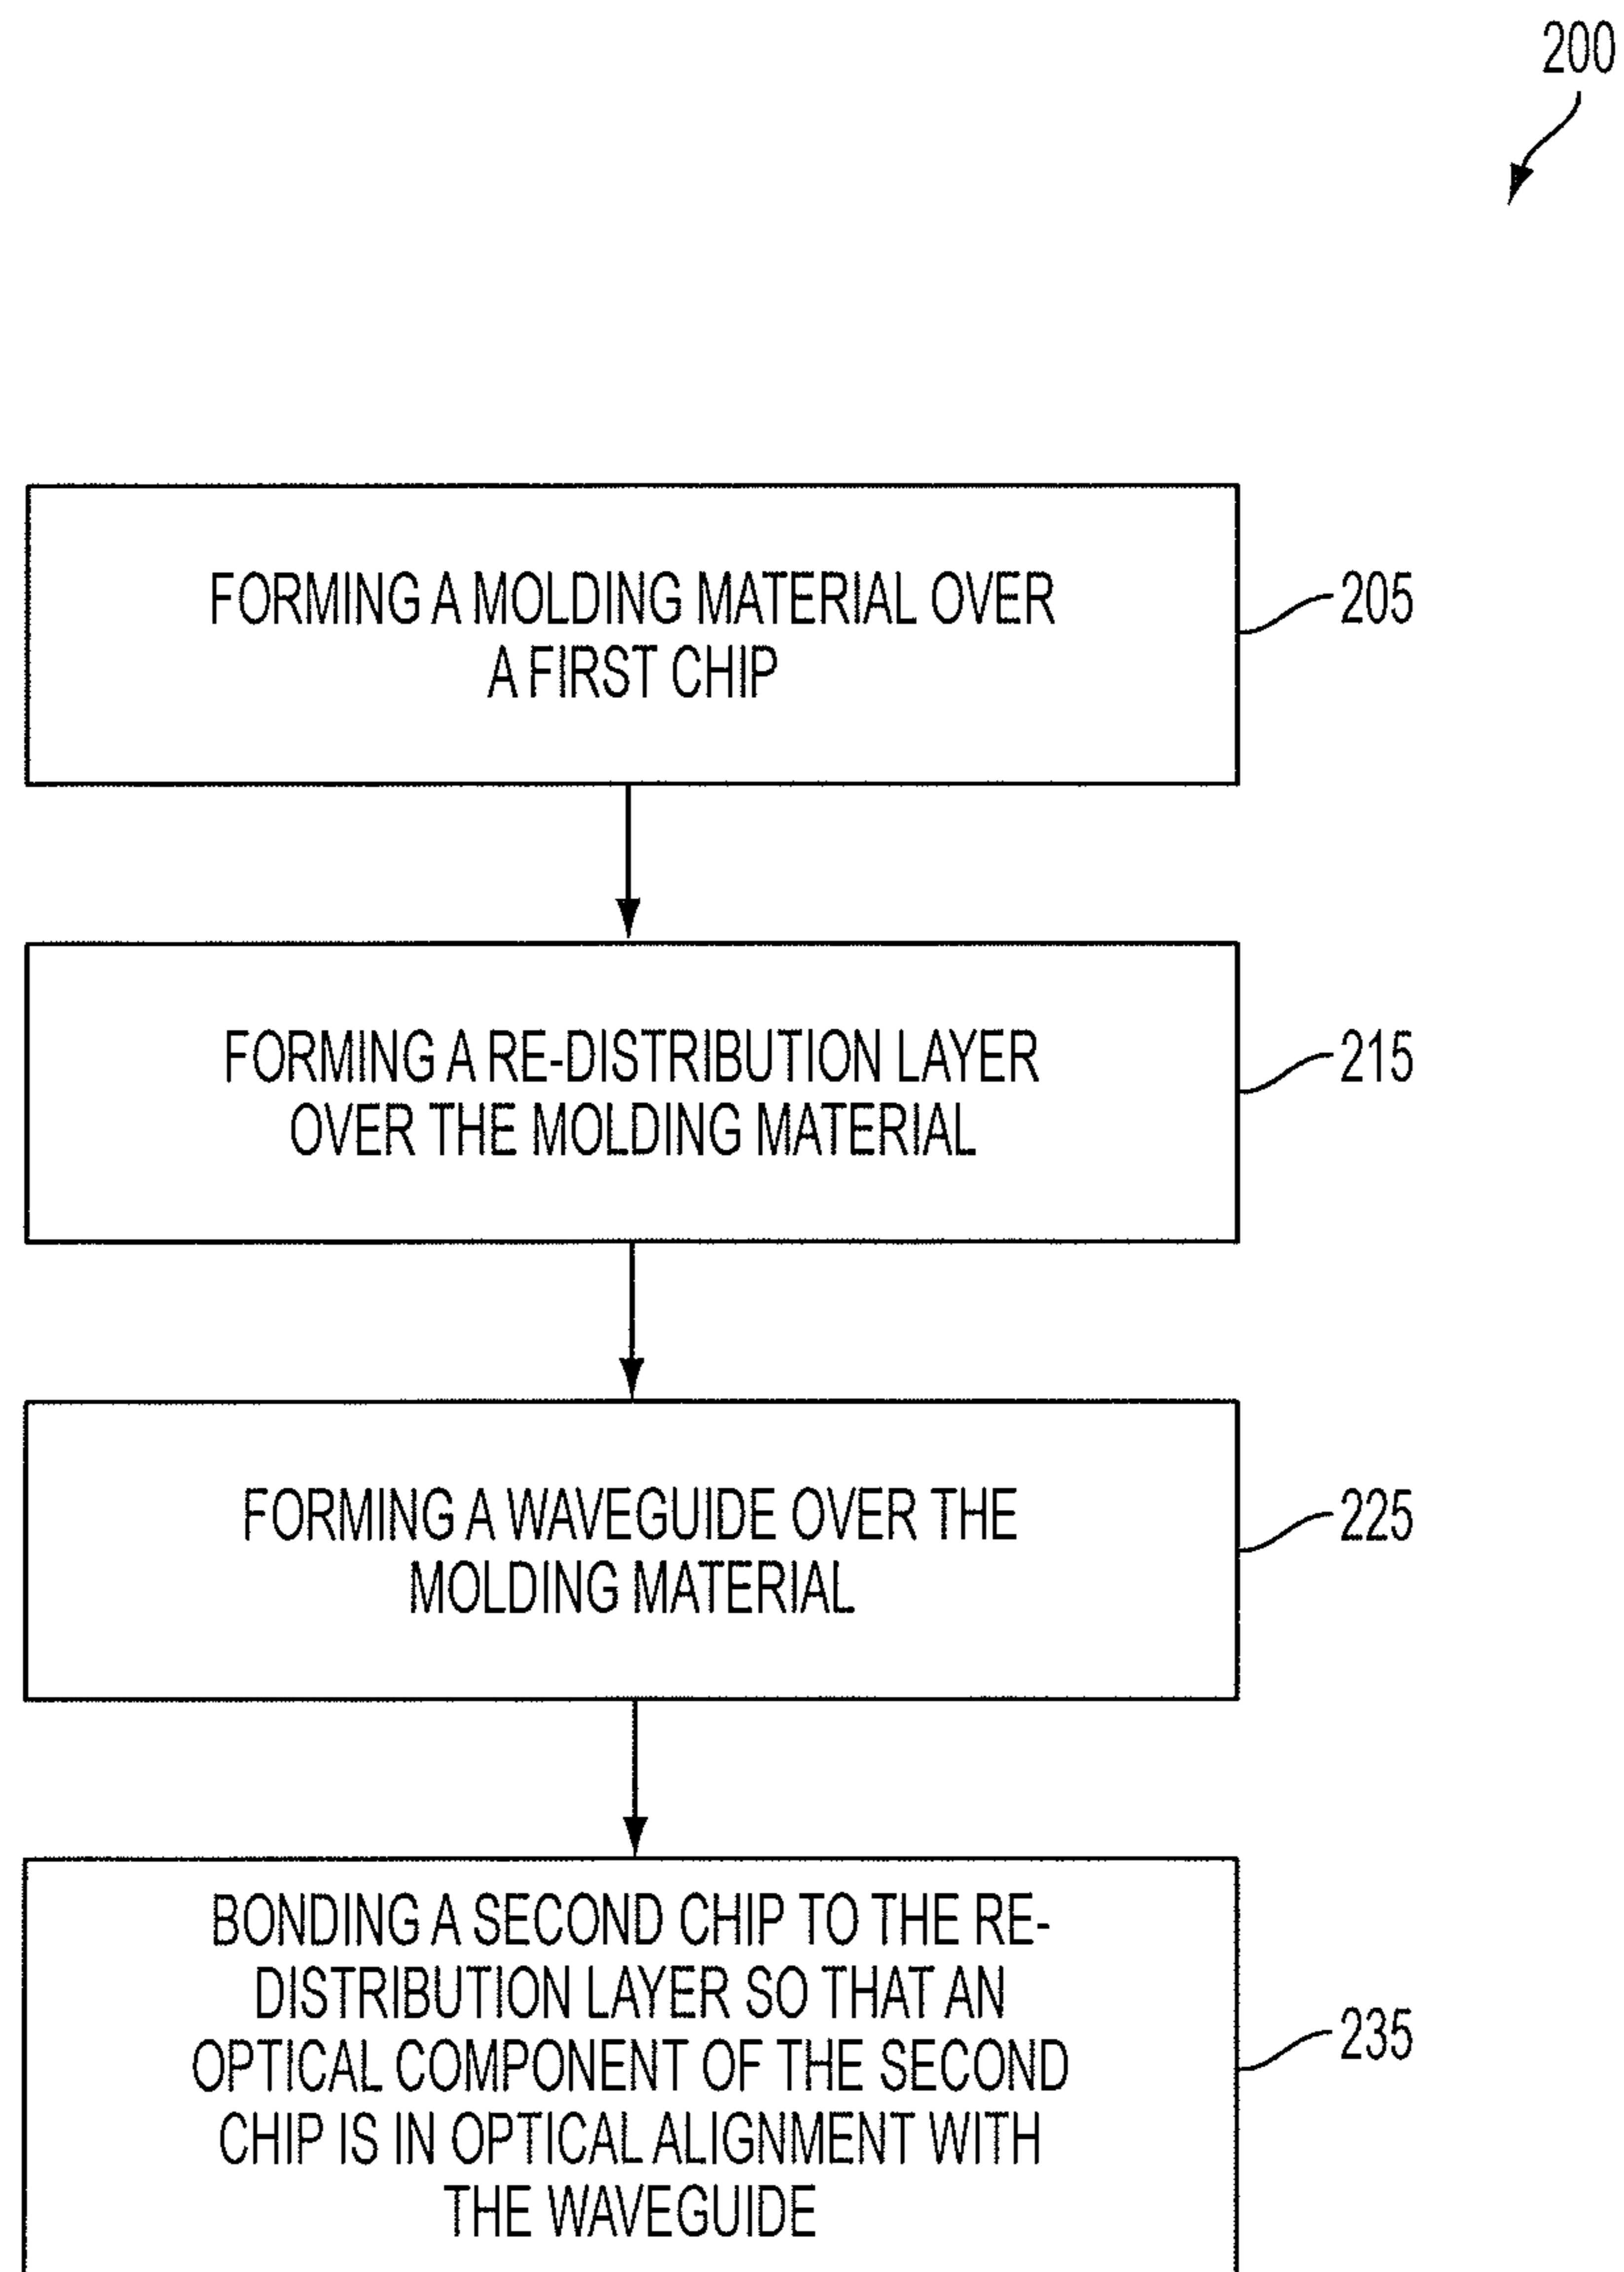 200
FORMING A MOLDING MATERIAL OVER
A FIRST CHIP
205
FORMING A RE-DISTRIBUTION LAYER
OVER THE MOLDING MATERIAL
215
FORMING A WAVEGUIDE OVER THE
MOLDING MATERIAL
225
BONDING A SECOND CHIP TO THE RE-
DISTRIBUTION LAYER SO THAT AN
OPTICAL COMPONENT OF THE SECOND
CHIP IS IN OPTICAL ALIGNMENT WITH
THE WAVEGUIDE
235